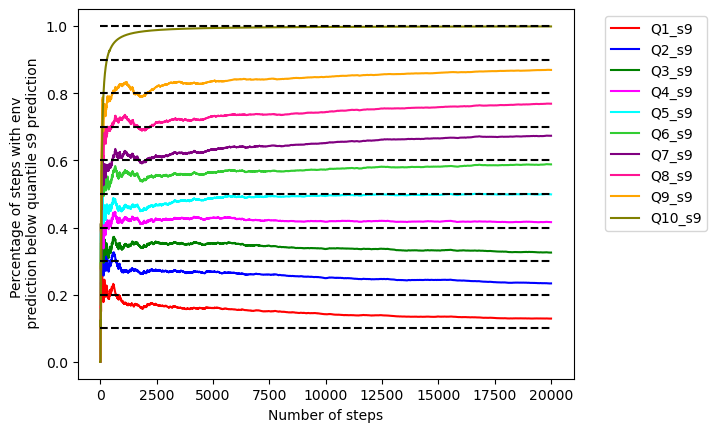 Percentage of steps with env
prediction below quantile s9 prediction
1.0
0.8
0.6
0.4
0.2
0.0
0
2500
5000
7500
10000
12500
15000
17500
20000
Number of steps
Q1_s9
Q2_s9
Q3_s9
Q4_s9
Q5_s9
Q6_s9
Q7_s9
Q8_s9
Q9_s9
Q10_s9